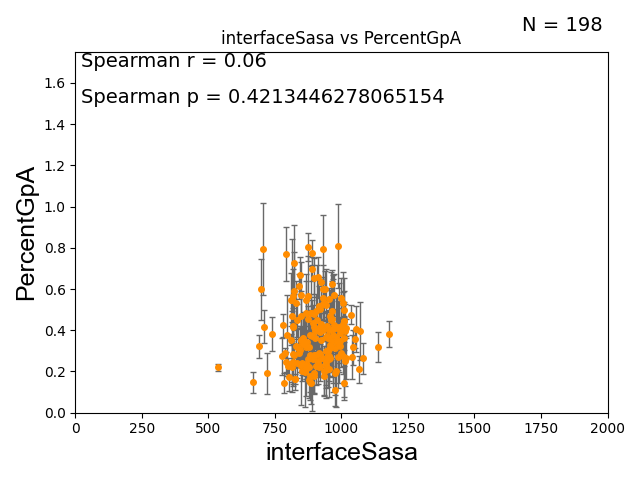 N = 198
interfaceSasa vs PercentGpA
Spearman r = 0.06
Spearman p = 0.4213446278065154
PercentGpA
1.6
1.4
1.2
1.0
0.8
0.6
0.4
0.2
0.0
0 250 500 750 1000 1250 1500 1750 2000
interfaceSasa